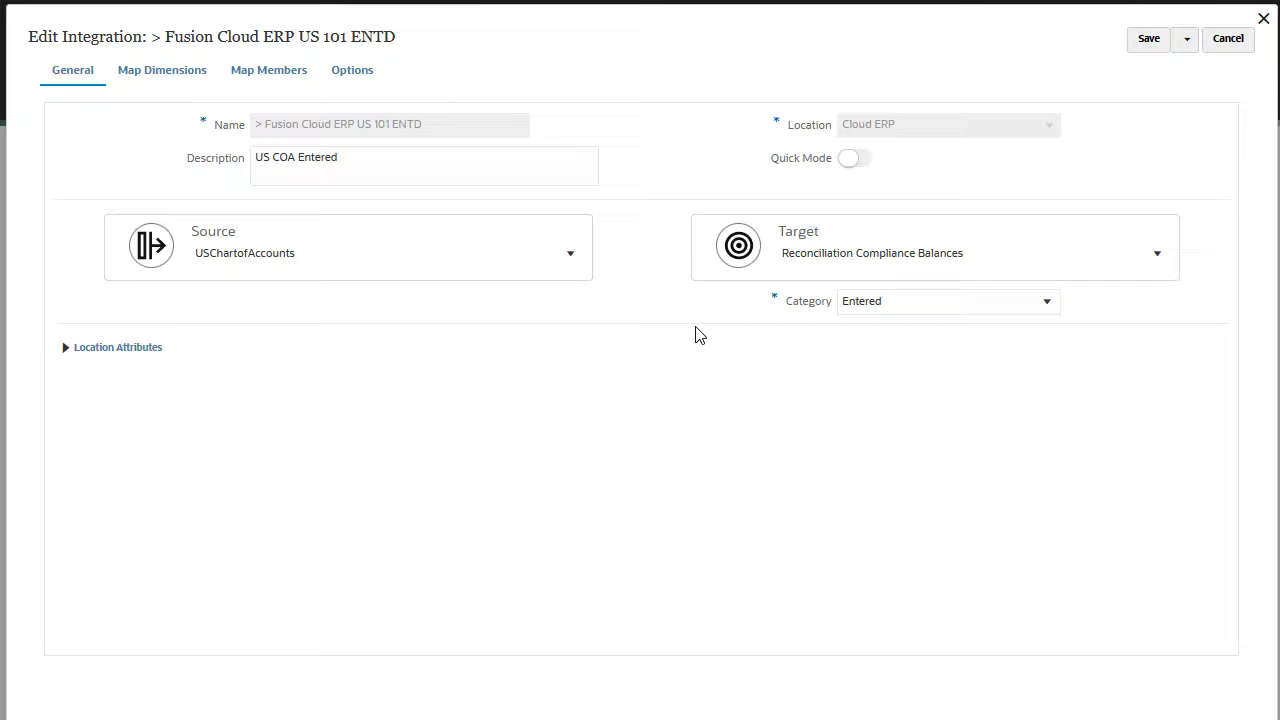 Edit Integration: > Fusion Cloud ERP US 101 ENTD
Save
Cancel
General Map Dimensions Map Members Options
* Name > Fusion Cloud ERP US 101 ENTD
* Location Cloud ERP
Description US COA Entered
Quick Mode
Source
USChartofAccounts
Target
Reconciliation Compliance Balances
* Category Entered
Location Attributes